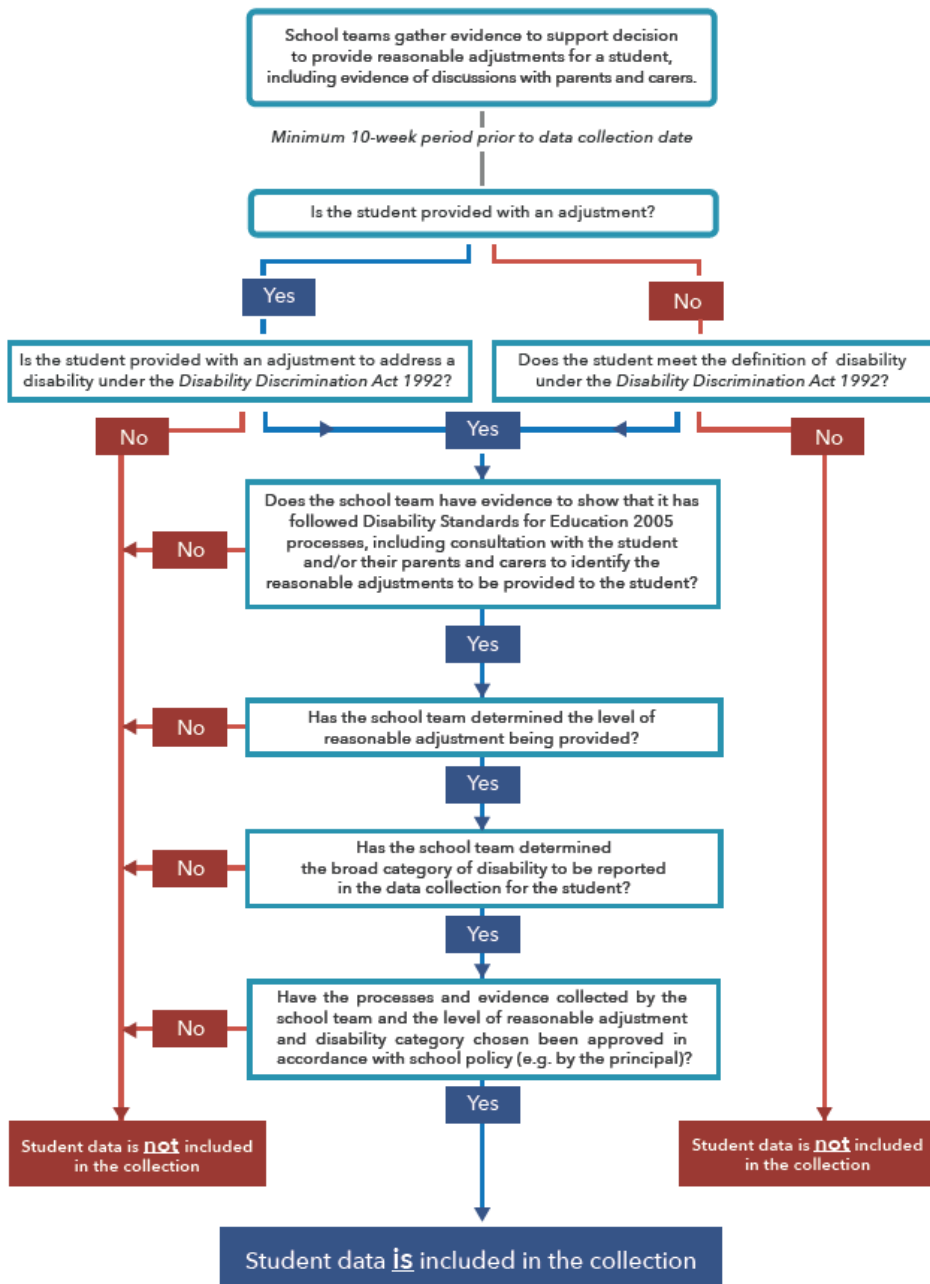 School teams gather evidence to support decision
to provide reasonable adjustments for a student,
including evidence of discussions with parents and carers.
Minimum 10-week period prior to data collection date
Is the student provided with an adjustment?
Yes
No
Is the student provided with an adjustment to address a
disability under the Disability Discrimination Act 1992?
Does the student meet the definition of disability
under the Disability Discrimination Act 1992?
No
Yes
No
Does the school team have evidence to show that it has
followed Disability Standards for Education 2005
processes, including consultation with the student
and/or their parents and carers to identify the
reasonable adjustments to be provided to the student?
No
Yes
Has the school team determined the level of
reasonable adjustment being provided?
No
Yes
Has the school team determined
the broad category of disability to be reported
in the data collection for the student?
No
Yes
Have the processes and evidence collected by the
school team and the level of reasonable adjustment
and disability category chosen been approved in
accordance with school policy (e.g. by the principal)?
No
Yes
Student data is not included
in the collection
Student data is not included
in the collection
Student data is included in the collection